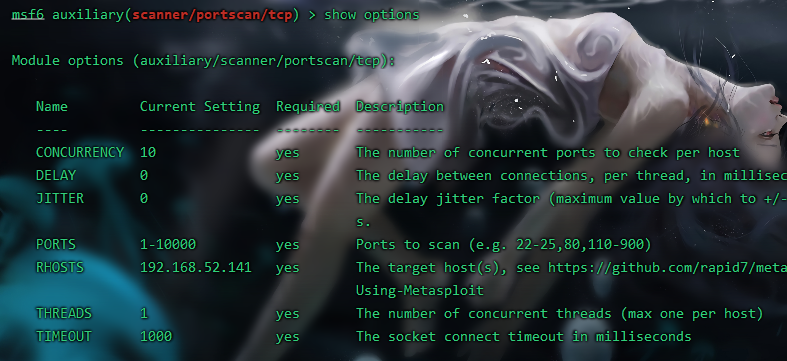 msf6 auxiliary(scanner/portscan/tcp) > show options
Module options (auxiliary/scanner/portscan/tcp):
Name Current Setting Required Description
---- --------------- -------- -----------
CONCURRENCY 10 yes The number of concurrent ports to check per host
DELAY 0 yes The delay between connections, per thread, in millisec
JITTER 0 yes The delay jitter factor (maximum value by which to +/-
s.
PORTS 1-10000 yes Ports to scan (e.g. 22-25,80,110-900)
RHOSTS 192.168.52.141 yes The target host(s), see https://github.com/rapid7/meta
Using-Metasploit
THREADS 1 yes The number of concurrent threads (max one per host)
TIMEOUT 1000 yes The socket connect timeout in milliseconds